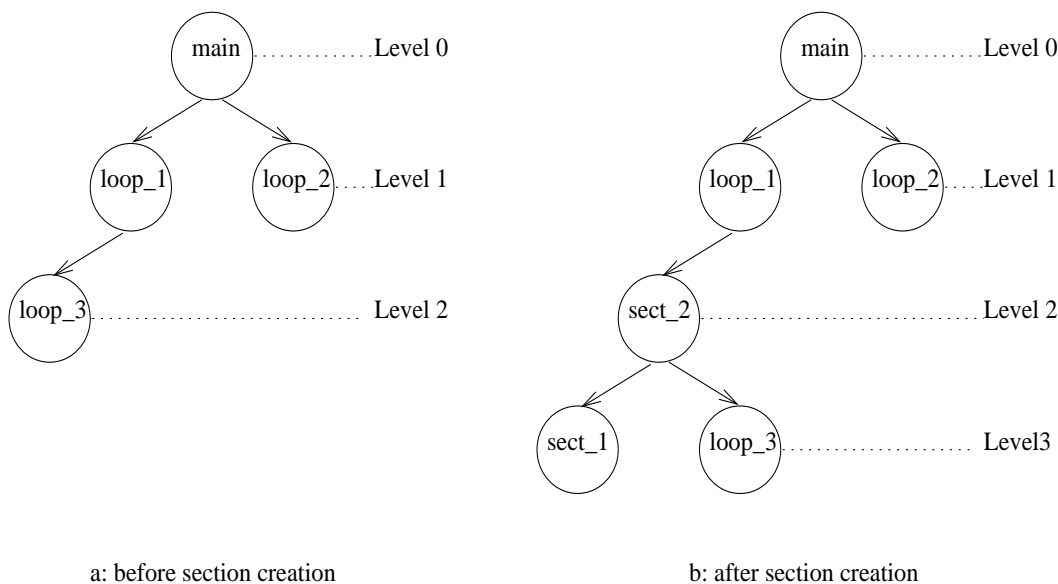 main
Level 0
loop_1
loop_2
Level 1
loop_3
Level 2
a: before section creation
main
Level 0
loop_1
loop_2
Level 1
sect_2
Level 2
sect_1
loop_3
Level3
b: after section creation